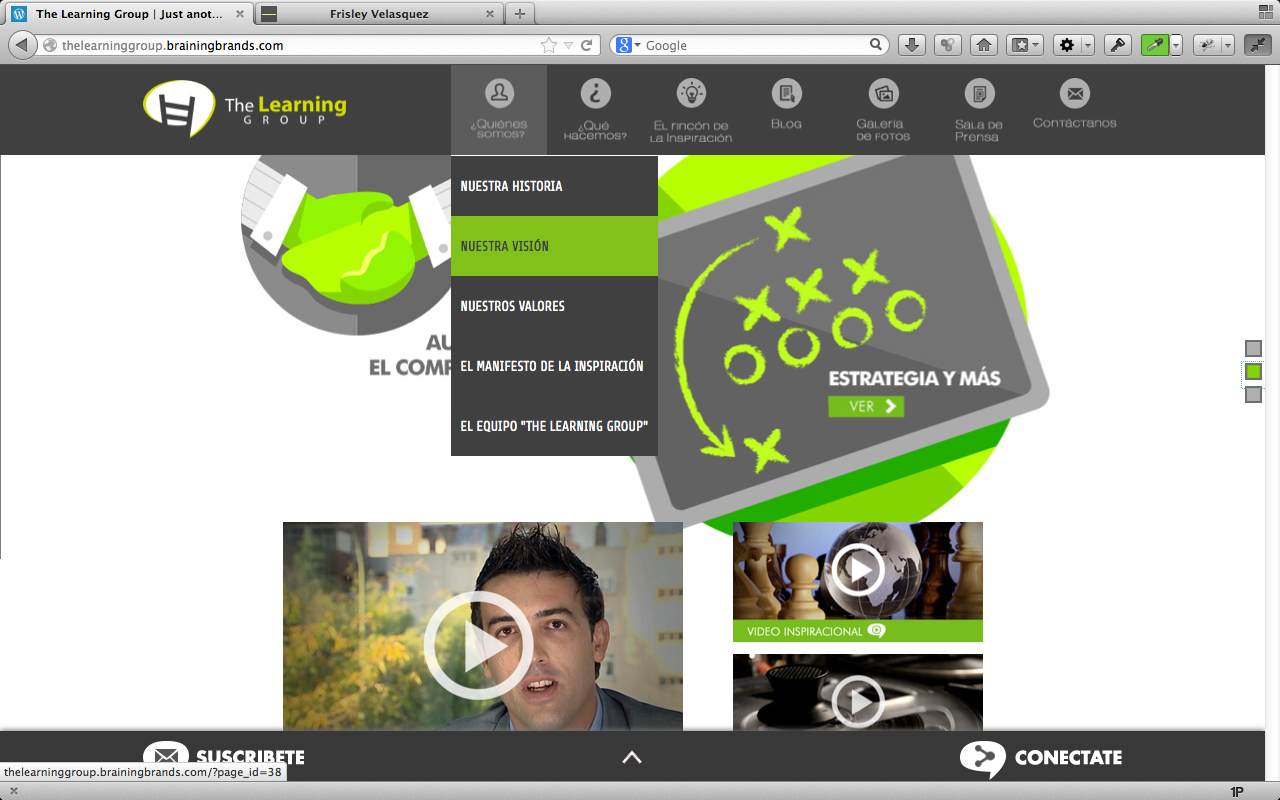 The Learning Group | Just anot...
Frisley Velasquez
thelearninggroup.brainingbrands.com
Google
The Learning
GROUP
¿Quiénes
somos?
¿Qué
hacemos?
El rincón de
la Inspiración
Blog
Galería
de fotos
Sala de
Prensa
Contáctanos
NUESTRA HISTORIA
NUESTRA VISIÓN
NUESTROS VALORES
EL MANIFESTO DE LA INSPIRACIÓN
EL EQUIPO "THE LEARNING GROUP"
AU
EL COMP
ESTRATEGIA Y MÁS
VER
VIDEO INSPIRACIONAL
SUSCRIBETE
CONECTATE
thelearninggroup.brainingbrands.com/?page_id=38
1P